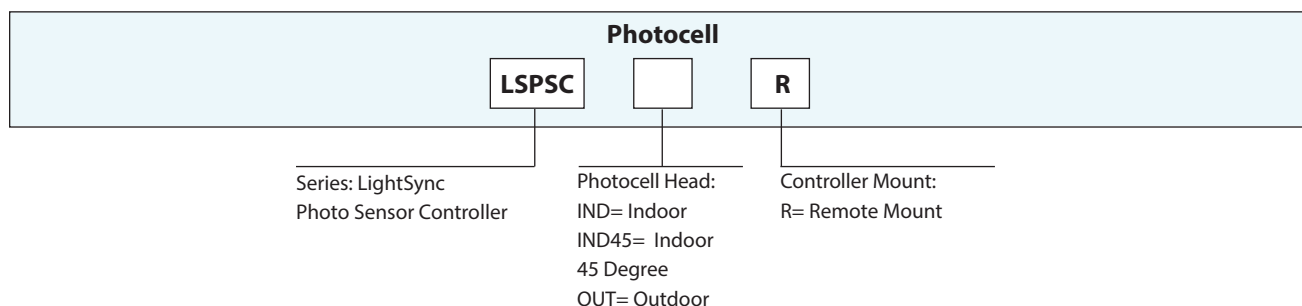 Photocell
LSPSC R
Series: LightSync
Photo Sensor Controller
Photocell Head:
IND= Indoor
IND45= Indoor
45 Degree
OUT= Outdoor
Controller Mount:
R= Remote Mount